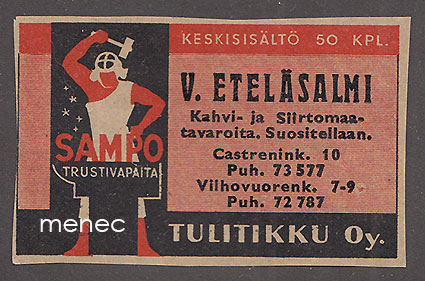 KESKISISÄLTÖ 50 KPL.
V. ETELÄSALMI
Kahvi- ja Siirtomaa-
tavaroita. Suositellaan.
Castrenink. 10
Puh. 73 577
Vilhovuorenk. 7-9
Puh. 72 787
SAMPO
TRUSTIVAPAITA
menec
TULITIKKU Oy.